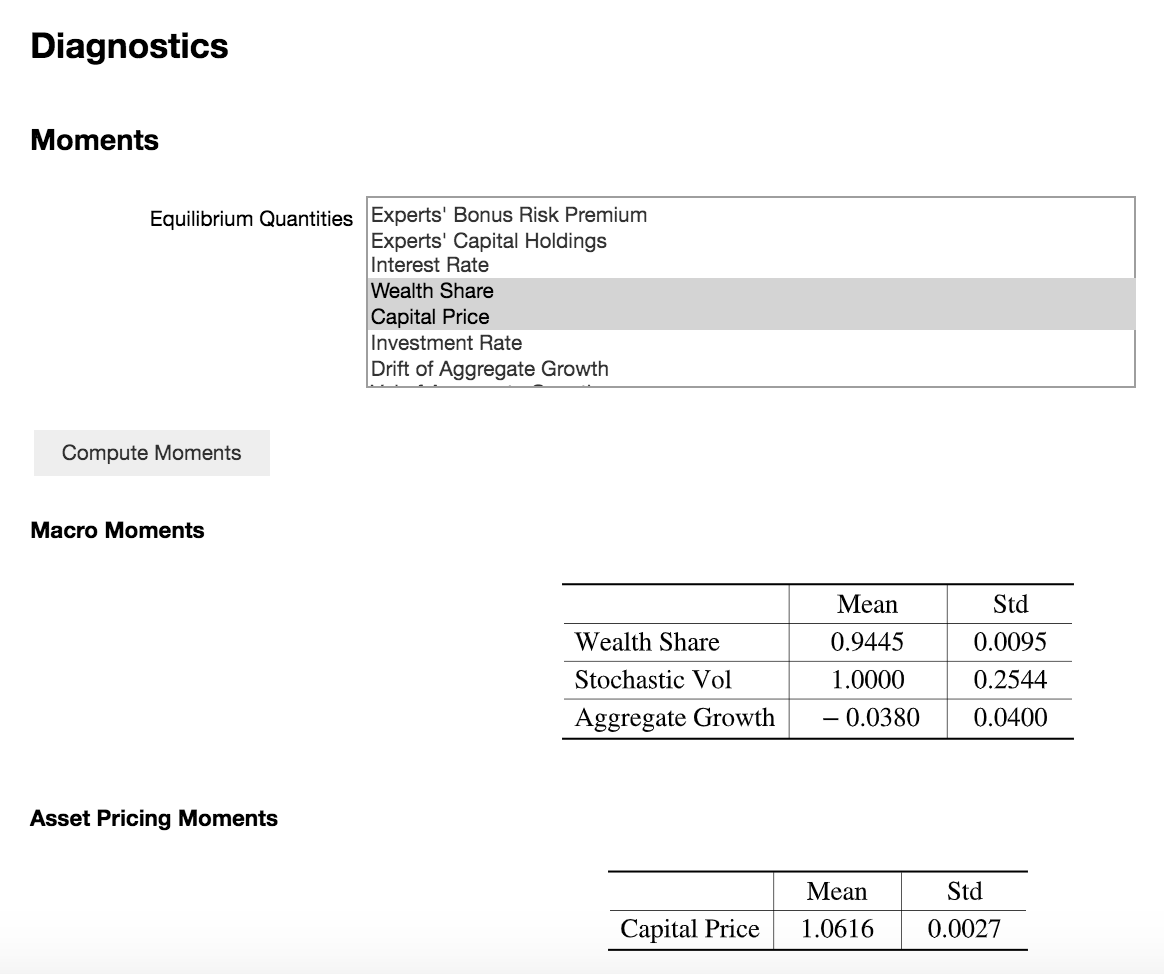 Diagnostics
Moments
Equilibrium Quantities
Experts' Bonus Risk Premium
Experts' Capital Holdings
Interest Rate
Wealth Share
Capital Price
Investment Rate
Drift of Aggregate Growth
Compute Moments
Macro Moments
Mean Std
Wealth Share 0.9445 0.0095
Stochastic Vol 1.0000 0.2544
Aggregate Growth − 0.0380 0.0400
Asset Pricing Moments
Mean Std
Capital Price 1.0616 0.0027